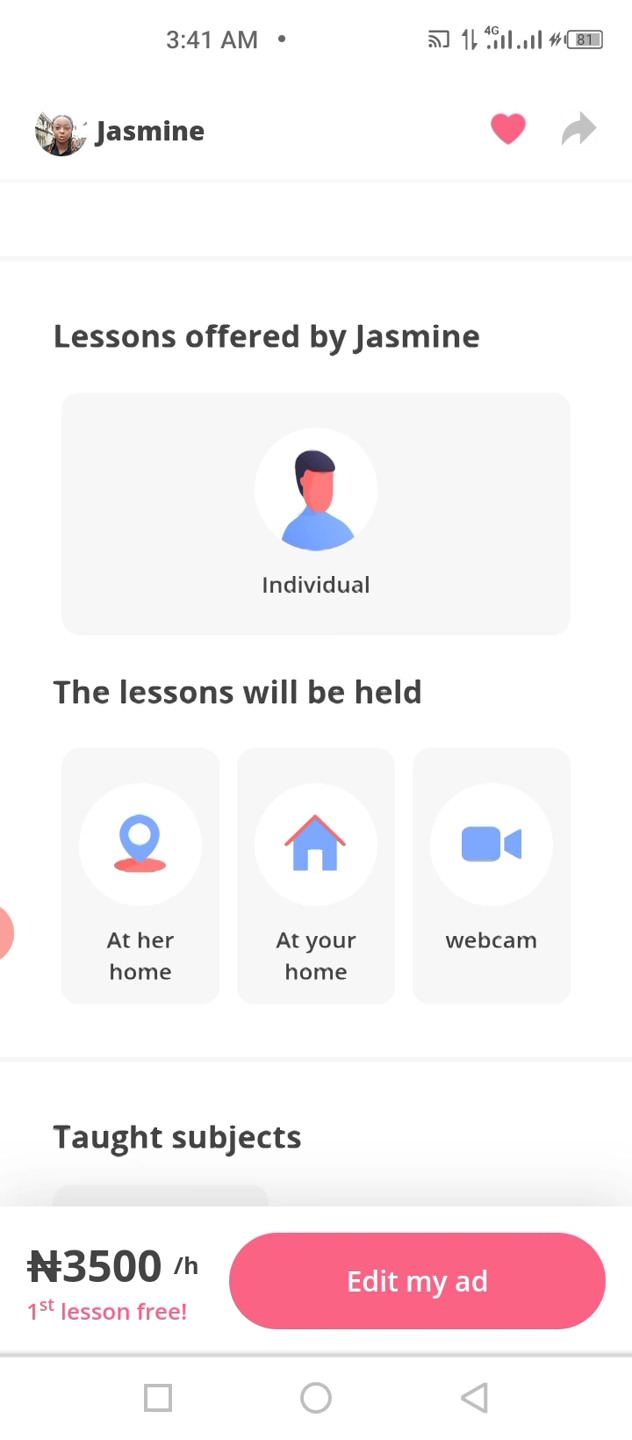 3:41 AM •
4G
81
Jasmine
Lessons offered by Jasmine
Individual
The lessons will be held
At her
home
At your
home
webcam
Taught subjects
₦3500 /h
1st lesson free!
Edit my ad